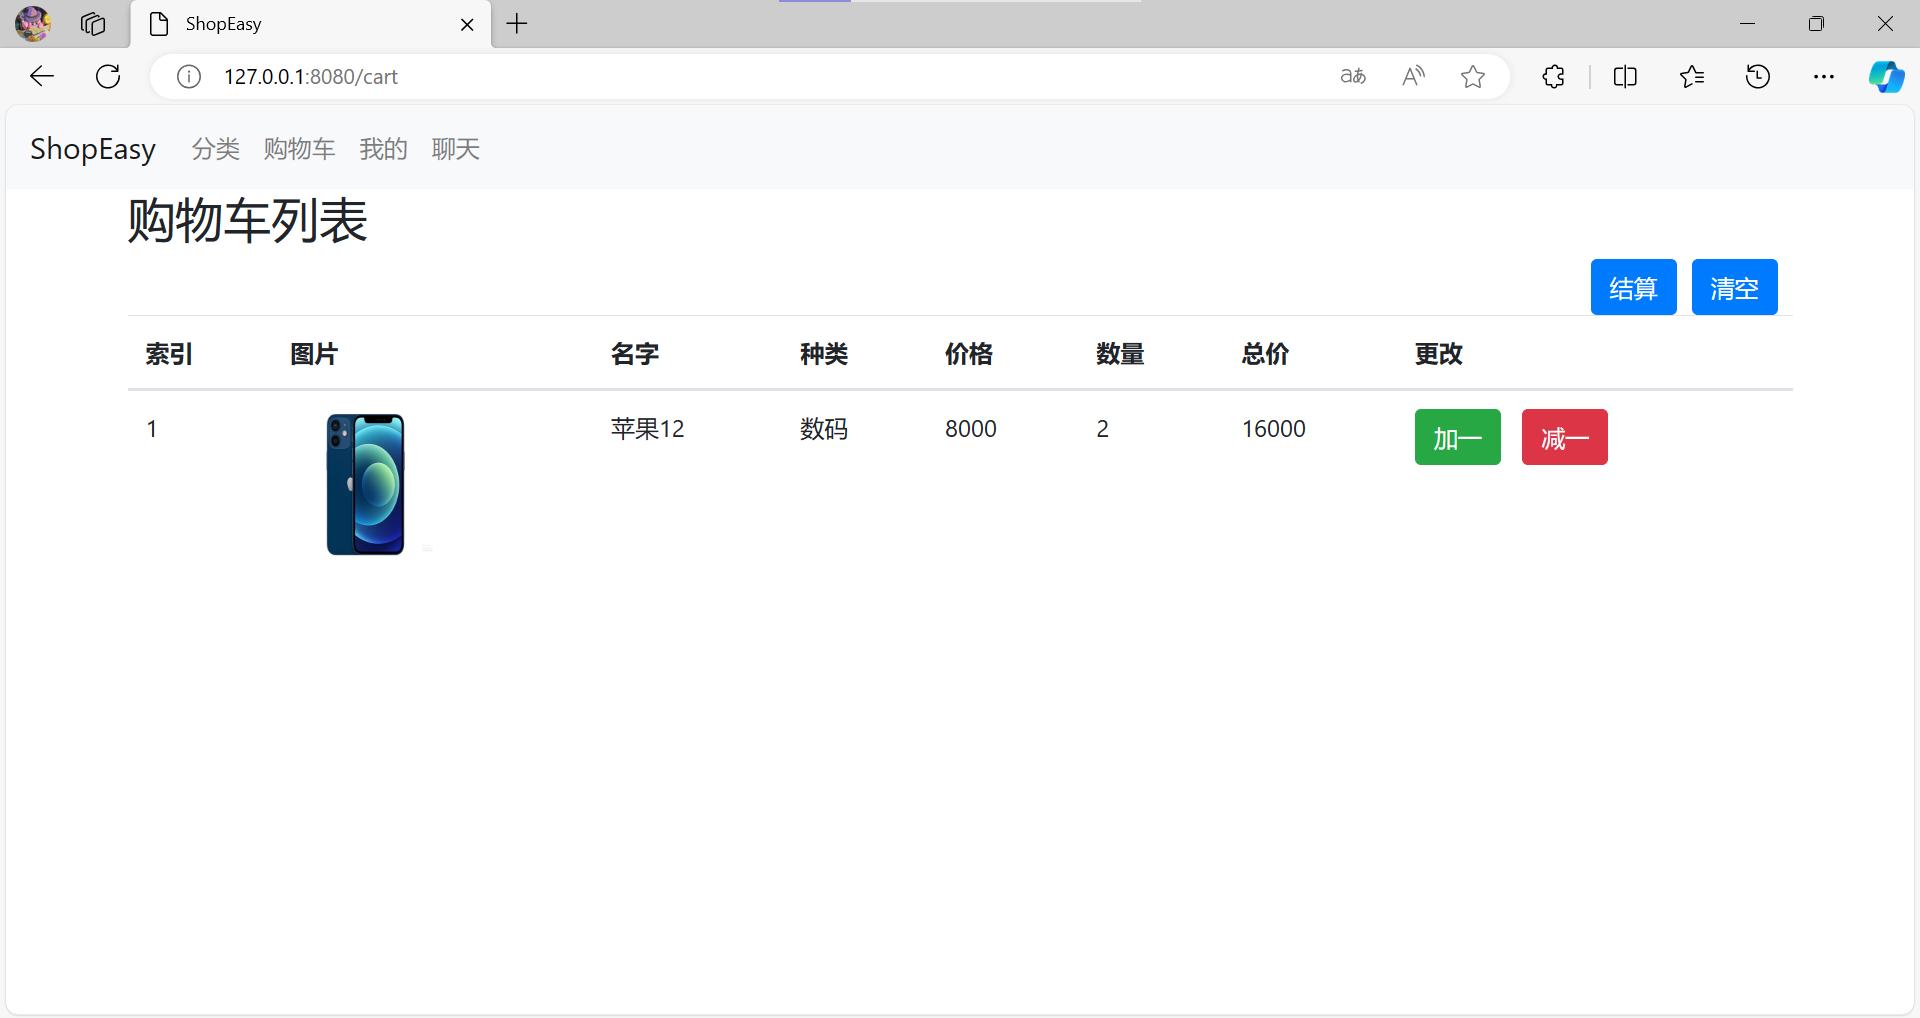 ShopEasy
127.0.0.1:8080/cart
ShopEasy 分类 购物车 我的 聊天
购物车列表
结算 清空
索引 图片 名字 种类 价格 数量 总价 更改
1 苹果12 数码 8000 2 16000 加一 减一